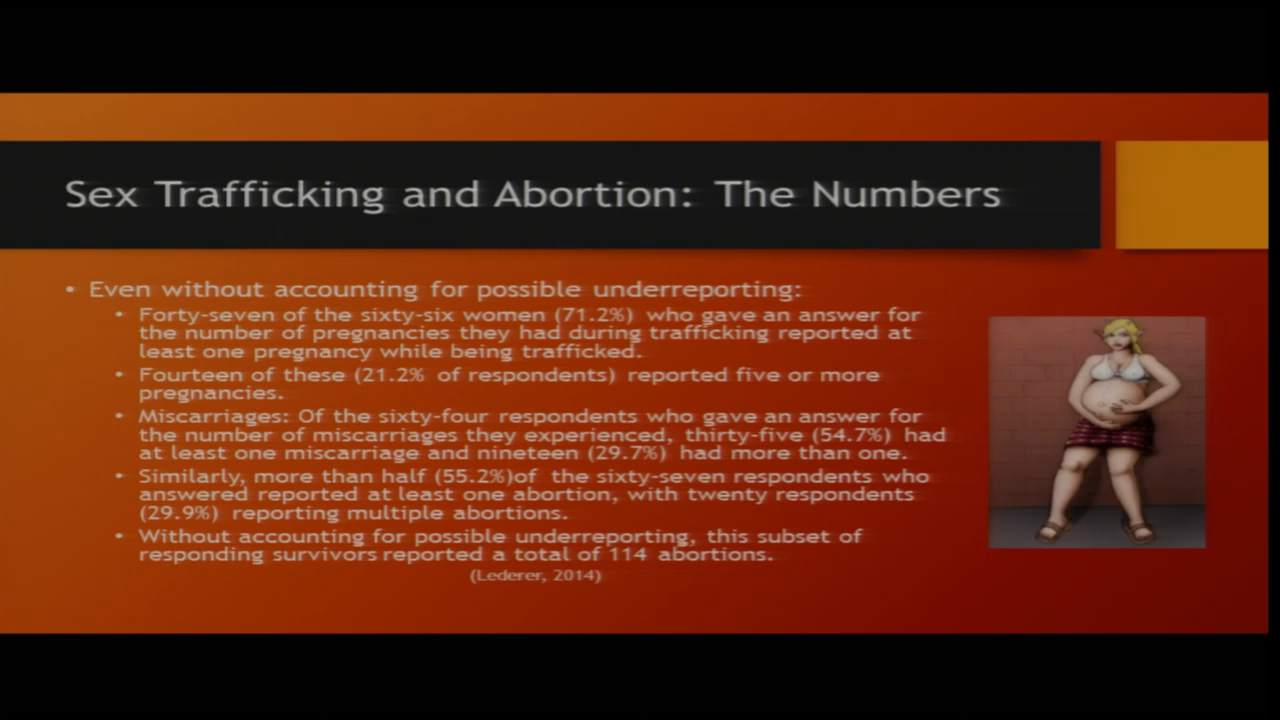 Sex Trafficking and Abortion: The Numbers
• Even without accounting for possible underreporting:
• Forty-seven of the sixty-six women (71.2%) who gave an answer for
the number of pregnancies they had during trafficking reported at
least one pregnancy while being trafficked.
• Fourteen of these (21.2% of respondents) reported five or more
pregnancies.
• Miscarriages: Of the sixty-four respondents who gave an answer for
the number of miscarriages they experienced, thirty-five (54.7%) had
at least one miscarriage and nineteen (29.7%) had more than one.
• Similarly, more than half (55.2%)of the sixty-seven respondents who
answered reported at least one abortion, with twenty respondents
(29.9%) reporting multiple abortions.
• Without accounting for possible underreporting, this subset of
responding survivors reported a total of 114 abortions.
(Lederer, 2014)